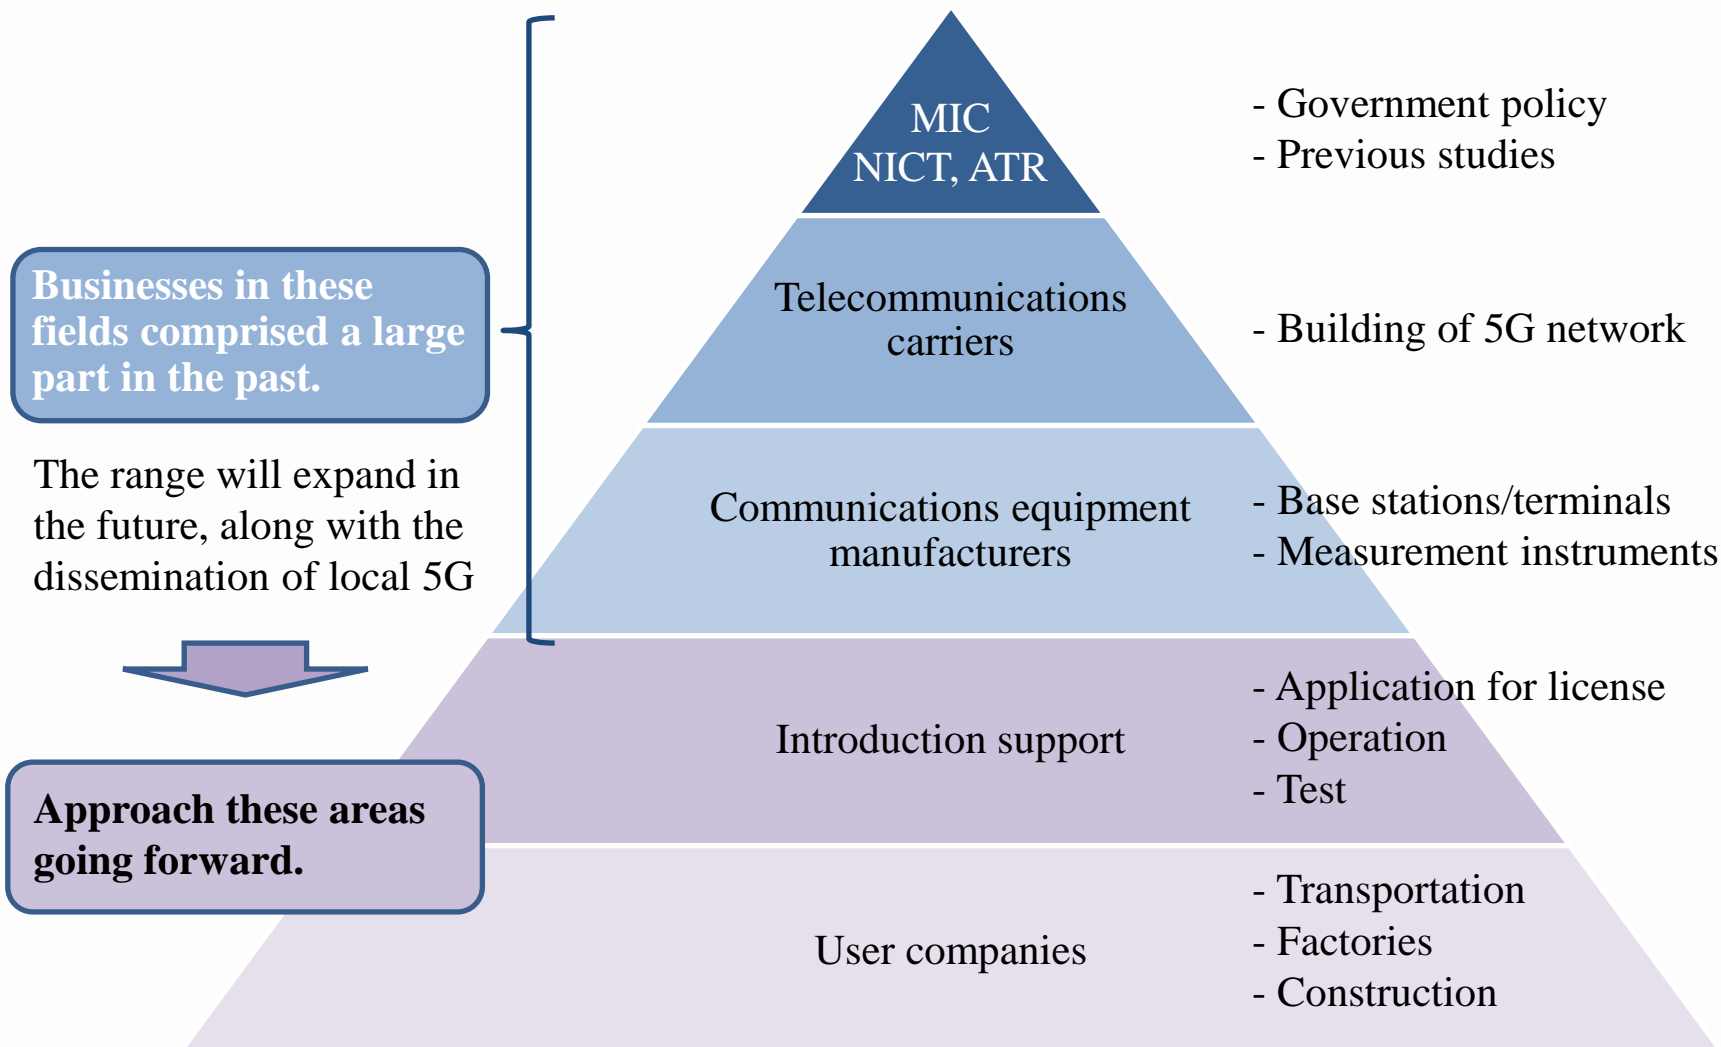 MIC
NICT, ATR
- Government policy
- Previous studies
Businesses in these
fields comprised a large
part in the past.
Telecommunications
carriers
- Building of 5G network
The range will expand in
the future, along with the
dissemination of local 5G
Communications equipment
manufacturers
- Base stations/terminals
- Measurement instruments
Introduction support
- Application for license
- Operation
- Test
Approach these areas
going forward.
User companies
- Transportation
- Factories
- Construction